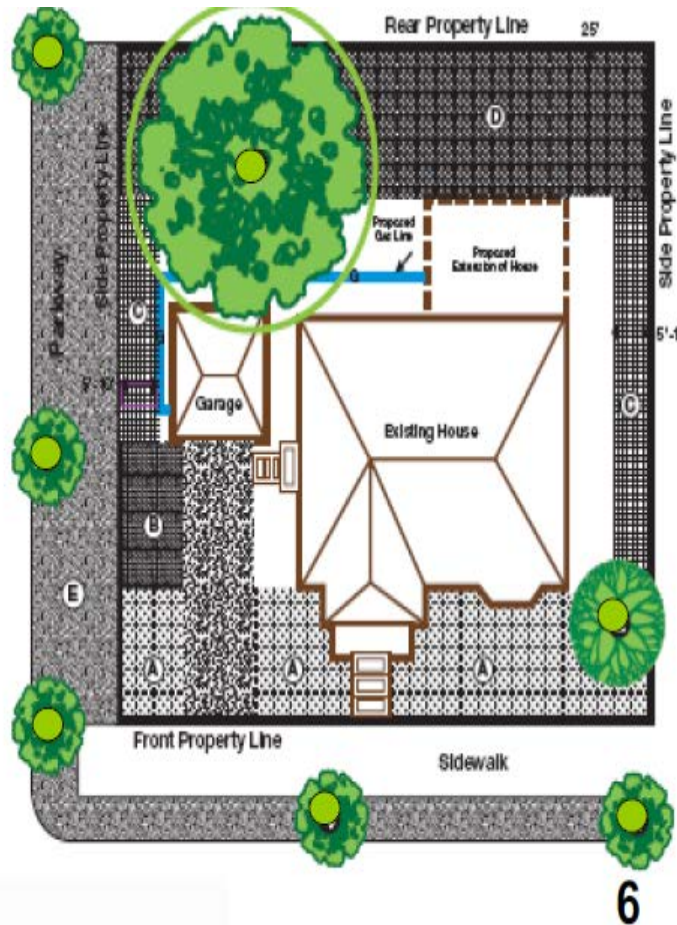 Rear Property Line
25'
D
Side Property Line
Side Property Line
Proposed
Gas Line
Proposed
Extension of House
G
C
Parkway
Garage
Existing House
C
B
E
A
A
A
Front Property Line
Sidewalk
6